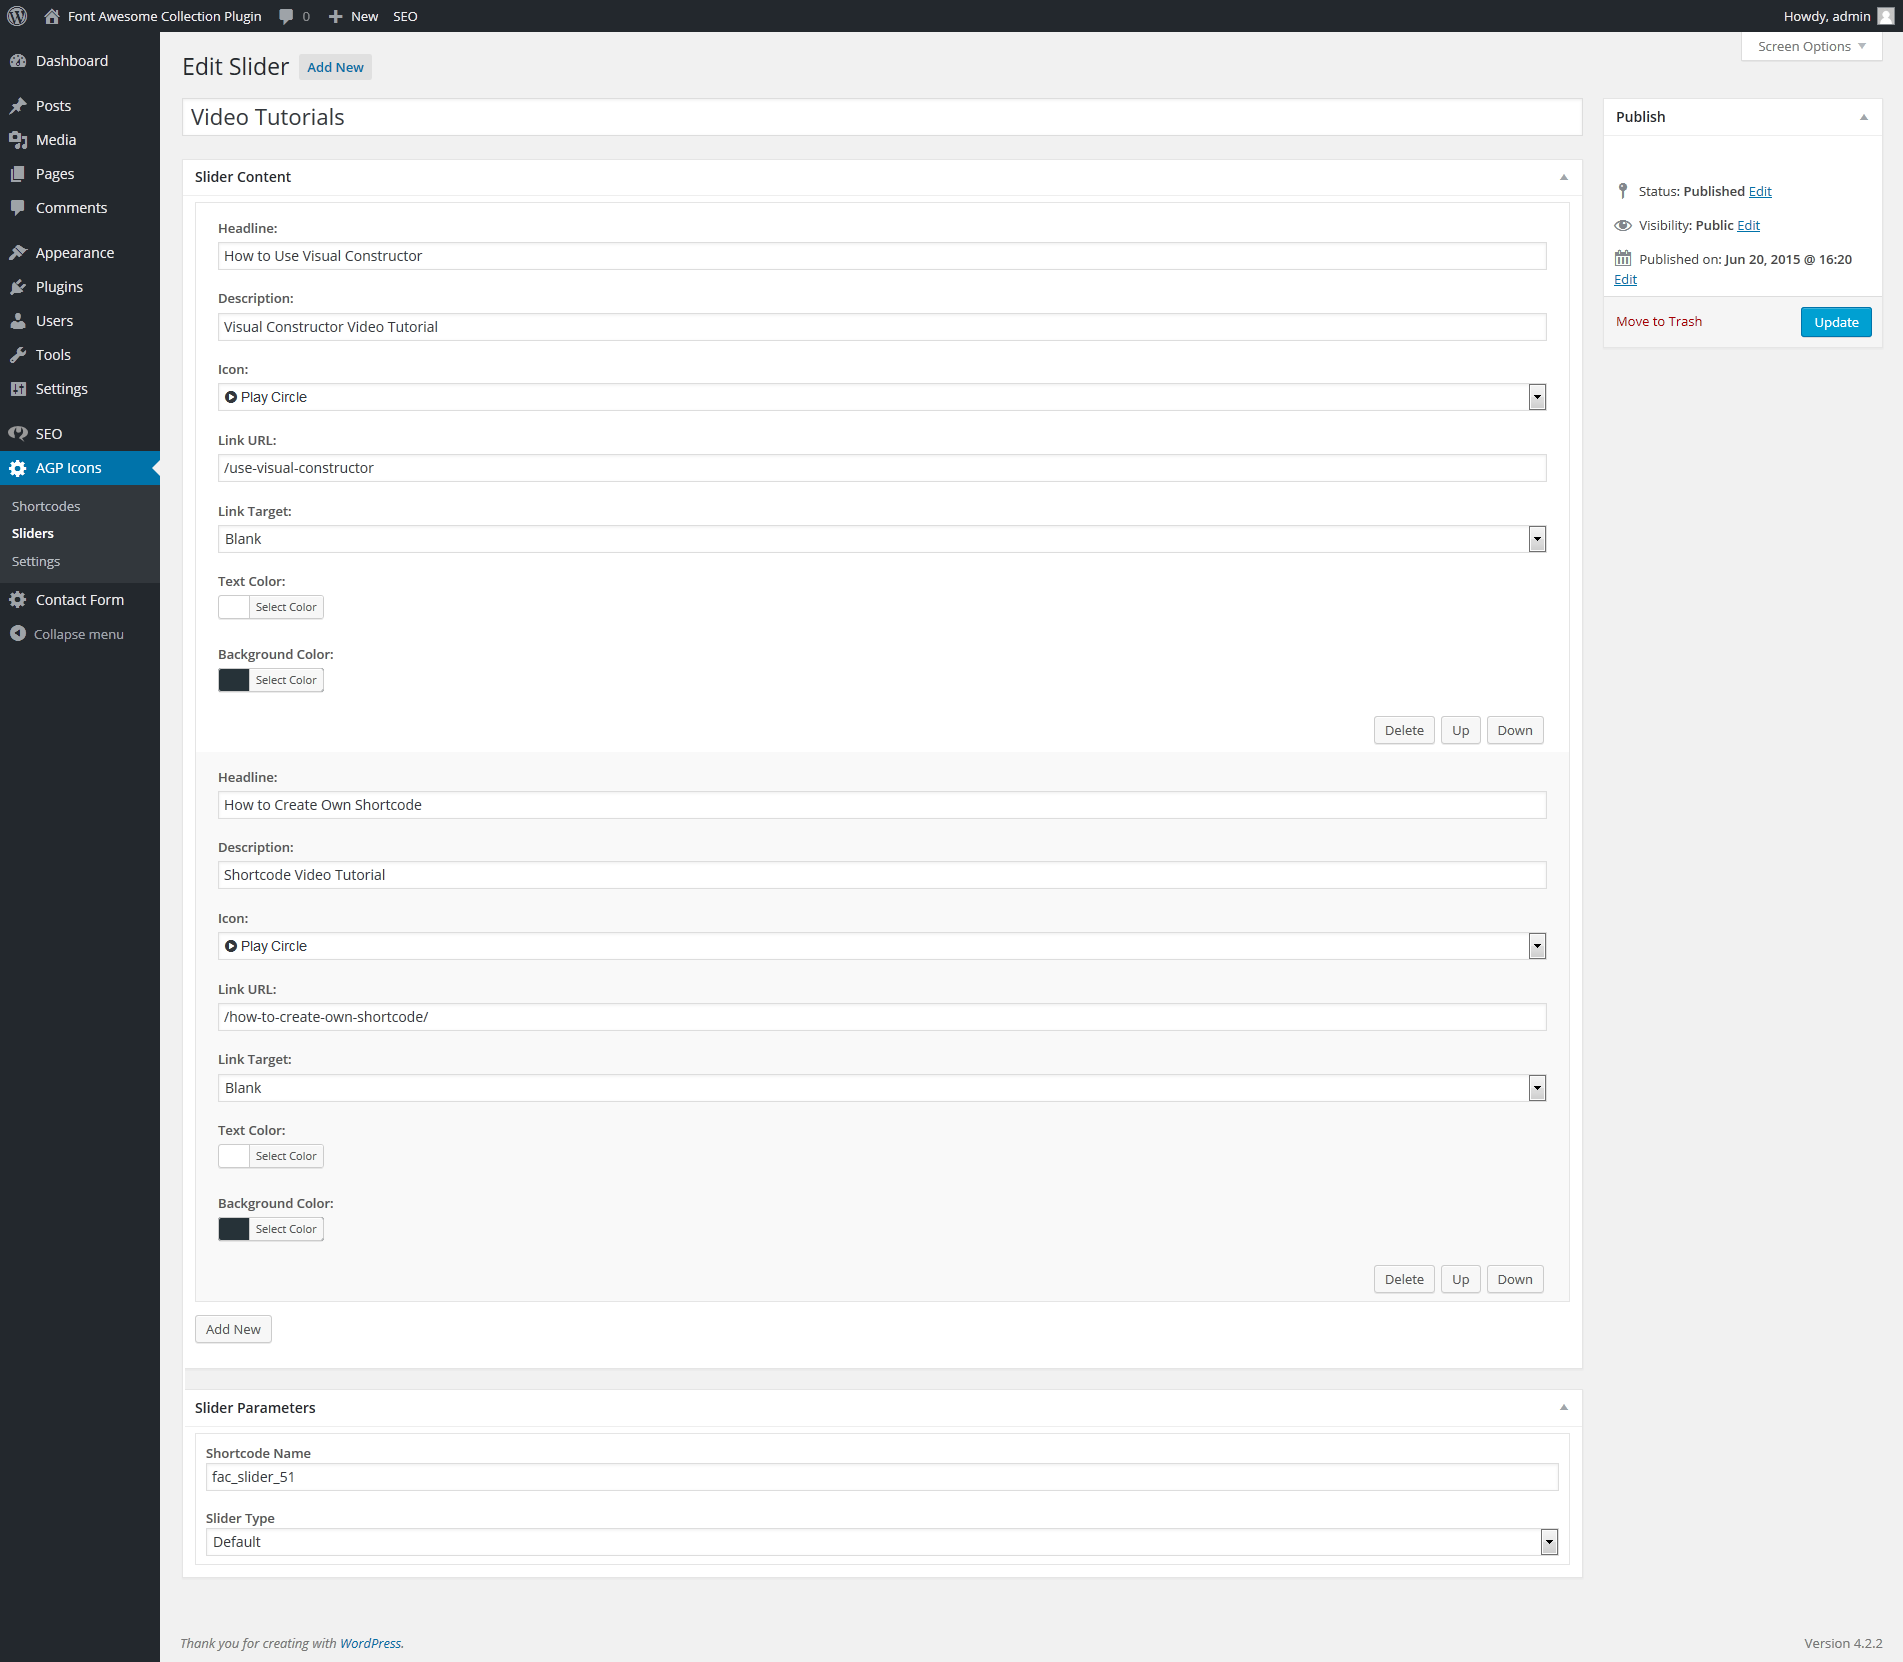 Font Awesome Collection Plugin 0 New SEO Howdy, admin
Screen Options
Dashboard
Posts
Media
Pages
Comments
Appearance
Plugins
Users
Tools
Settings
SEO
AGP Icons
Shortcodes
Sliders
Settings
Contact Form
Collapse menu
Edit Slider Add New
Video Tutorials
Slider Content
Headline:
How to Use Visual Constructor
Description:
Visual Constructor Video Tutorial
Icon:
Play Circle
Link URL:
/use-visual-constructor
Link Target:
Blank
Text Color:
Select Color
Background Color:
Select Color
Delete Up Down
Headline:
How to Create Own Shortcode
Description:
Shortcode Video Tutorial
Icon:
Play Circle
Link URL:
/how-to-create-own-shortcode/
Link Target:
Blank
Text Color:
Select Color
Background Color:
Select Color
Delete Up Down
Add New
Slider Parameters
Shortcode Name
fac_slider_51
Slider Type
Default
Publish
Status: Published Edit
Visibility: Public Edit
Published on: Jun 20, 2015 @ 16:20
Edit
Move to Trash Update
Thank you for creating with WordPress.
Version 4.2.2